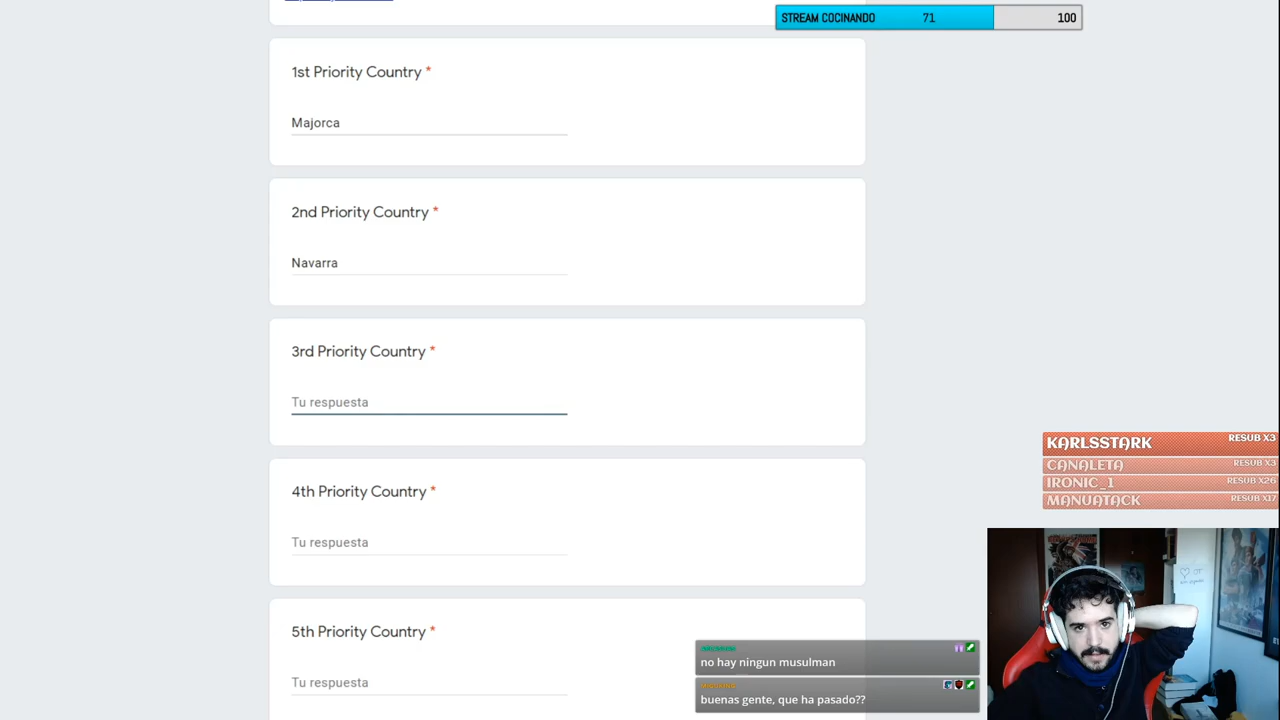 STREAM COCINANDO 71 100
1st Priority Country *
Majorca
2nd Priority Country *
Navarra
3rd Priority Country *
Tu respuesta
4th Priority Country *
Tu respuesta
5th Priority Country *
Tu respuesta
KARLSSTARK RESUB X3
CANALETA RESUB X3
IRONIC_1 RESUB X26
MANUATACK RESUB X17
no hay ningun musulman
buenas gente, que ha pasado??